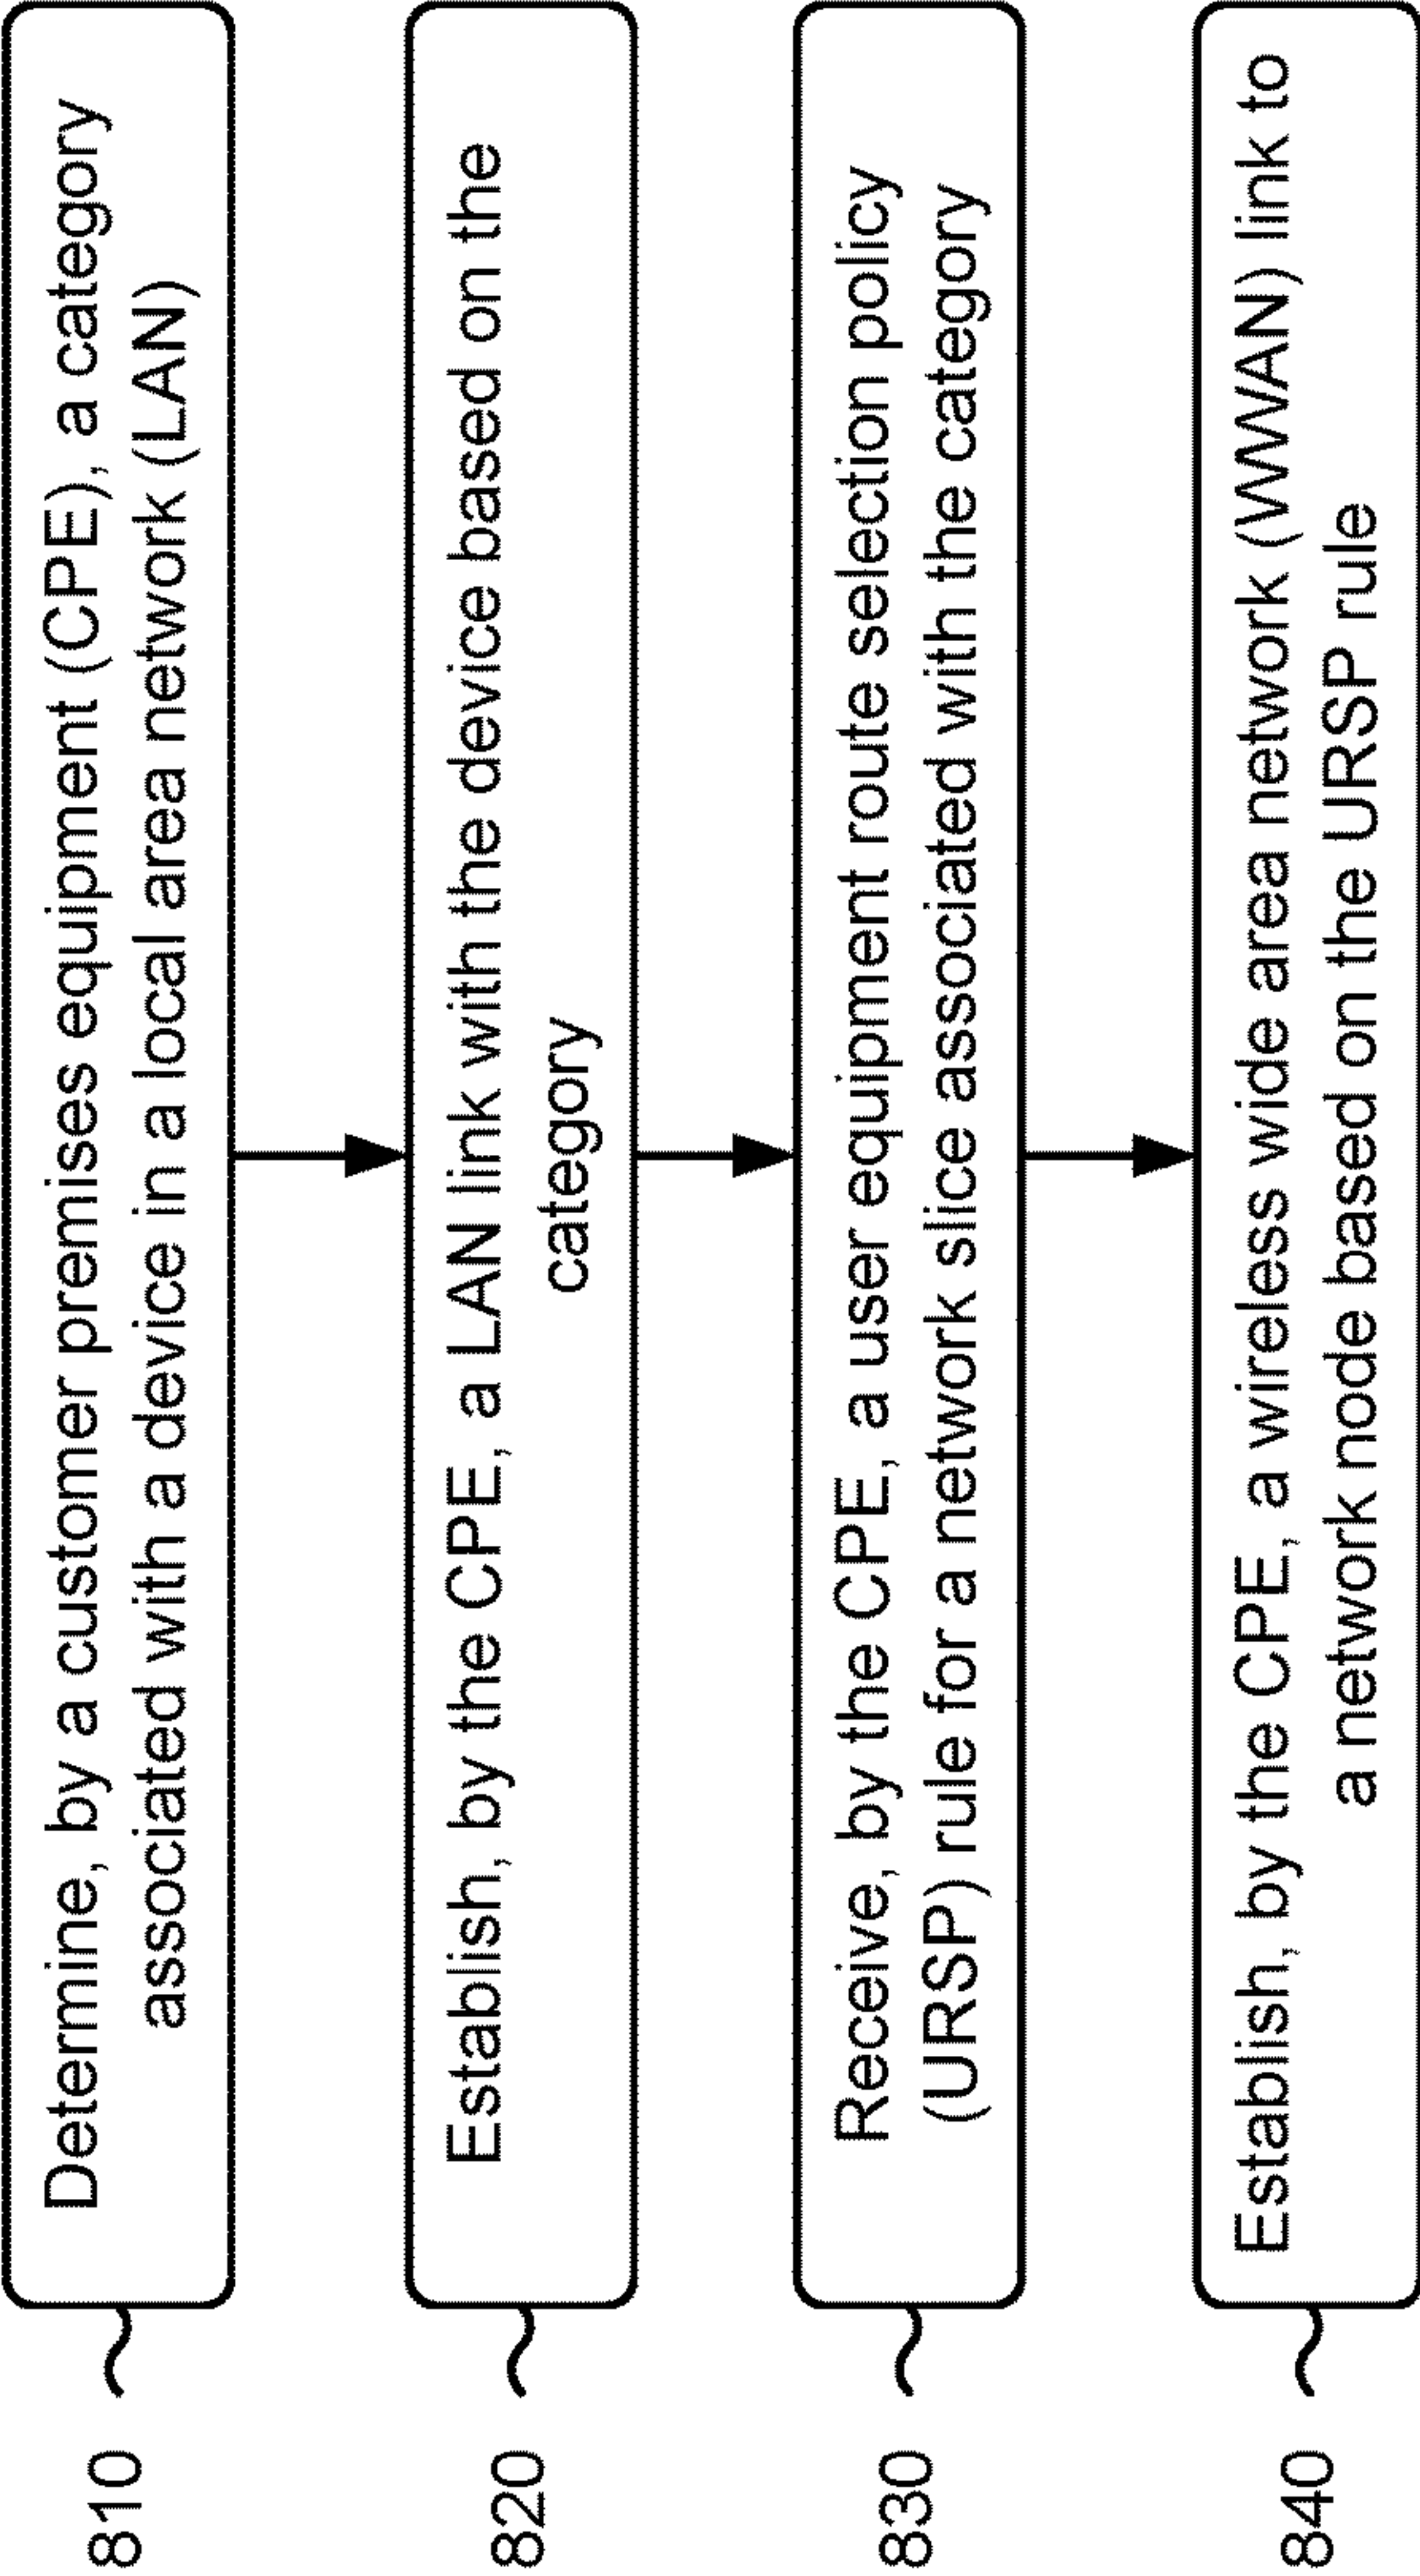 810
Determine, by a customer premises equipment (CPE), a category
associated with a device in a local area network (LAN)
820
Establish, by the CPE, a LAN link with the device based on the
category
830
Receive, by the CPE, a user equipment route selection policy
(URSP) rule for a network slice associated with the category
840
Establish, by the CPE, a wireless wide area network (WWAN) link to
a network node based on the URSP rule